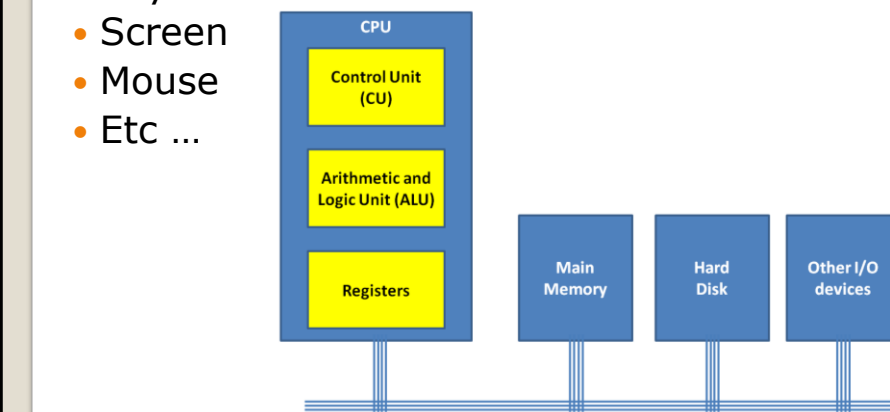 • Screen
• Mouse
• Etc …
CPU
Control Unit
(CU)
Arithmetic and
Logic Unit (ALU)
Registers
Main
Memory
Hard
Disk
Other I/O
devices